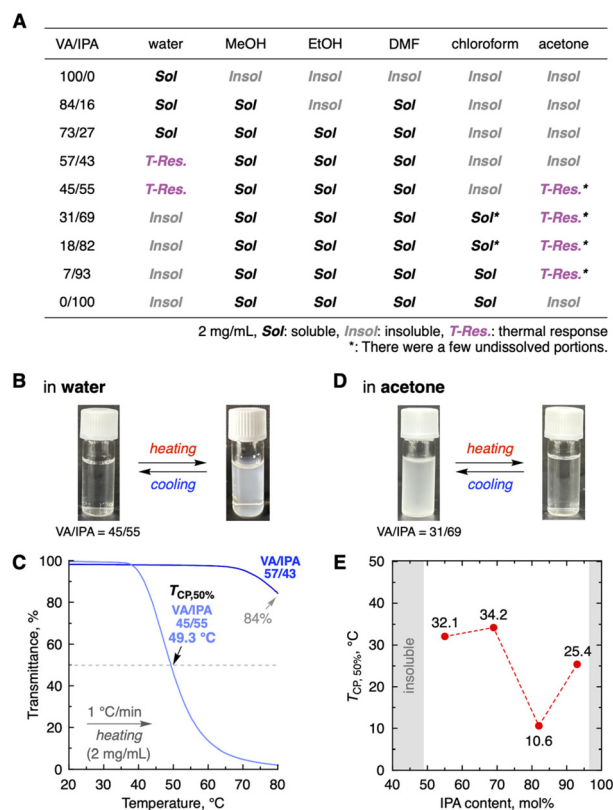 A
VA/IPA water MeOH EtOH DMF chloroform acetone
100/0 Sol Insol Insol Insol Insol Insol
84/16 Sol Sol Insol Sol Insol Insol
73/27 Sol Sol Sol Sol Insol Insol
57/43 T-Res. Sol Sol Sol Insol Insol
45/55 T-Res. Sol Sol Sol Insol T-Res.*
31/69 Insol Sol Sol Sol Sol* T-Res.*
18/82 Insol Sol Sol Sol Sol* T-Res.*
7/93 Insol Sol Sol Sol Sol T-Res.*
0/100 Insol Sol Sol Sol Sol Insol
2 mg/mL, Sol: soluble, Insol: insoluble, T-Res.: thermal response
*: There were a few undissolved portions.
B in water
heating
cooling
VA/IPA = 45/55
D in acetone
heating
cooling
VA/IPA = 31/69
C
Transmittance, %
100
80
60
40
20
0
VA/IPA
57/43
TCP,50%
VA/IPA
45/55
49.3 °C
84%
1 °C/min
heating
(2 mg/mL)
20 30 40 50 60 70 80
Temperature, °C
E
TCP, 50%, °C
50
40
30
20
10
0
insoluble
32.1
34.2
10.6
25.4
40 50 60 70 80 90 100
IPA content, mol%